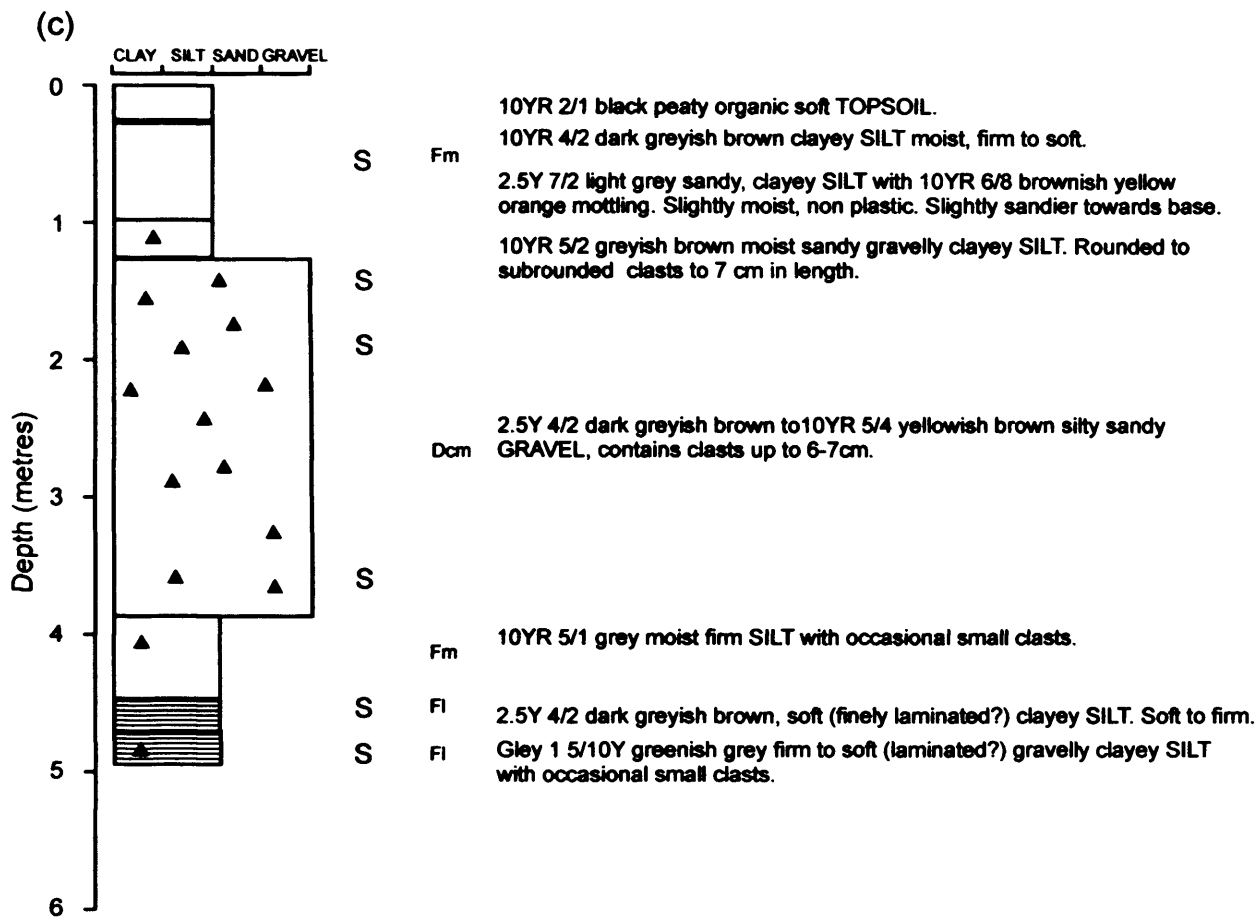 (c)
CLAY SILT SAND GRAVEL
0
10YR 2/1 black peaty organic soft TOPSOIL.
10YR 4/2 dark greyish brown clayey SILT moist, firm to soft.
S Fm
2.5Y 7/2 light grey sandy, clayey SILT with 10YR 6/8 brownish yellow
orange mottling. Slightly moist, non plastic. Slightly sandier towards base.
1
10YR 5/2 greyish brown moist sandy gravelly clayey SILT. Rounded to
subrounded clasts to 7 cm in length.
S
S
2
2.5Y 4/2 dark greyish brown to10YR 5/4 yellowish brown silty sandy
Dcm GRAVEL, contains clasts up to 6-7cm.
Depth (metres)
3
S
4
Fm 10YR 5/1 grey moist firm SILT with occasional small clasts.
S Fl 2.5Y 4/2 dark greyish brown, soft (finely laminated?) clayey SILT. Soft to firm.
S Fl Gley 1 5/10Y greenish grey firm to soft (laminated?) gravelly clayey SILT
with occasional small clasts.
5
6